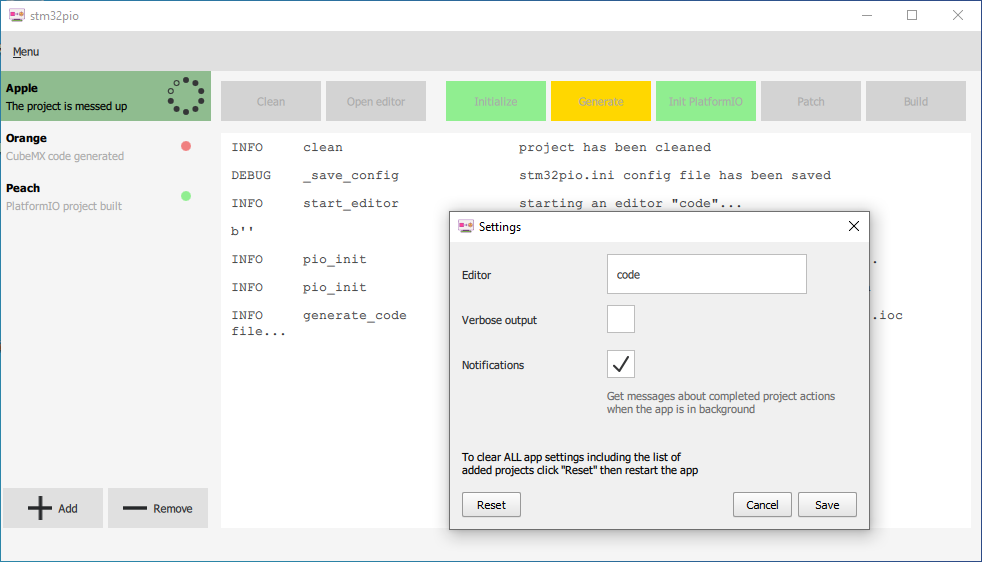 stm32pio
Menu
Apple
The project is messed up
Orange
CubeMX code generated
Peach
PlatformIO project built
Add
Remove
Clean
Open editor
Initialize
Generate
Init PlatformIO
Patch
Build
INFO clean project has been cleaned
DEBUG _save_config stm32pio.ini config file has been saved
INFO start_editor starting an editor "code"...
b''
INFO pio_init .
INFO pio_init
INFO generate_code .ioc
file...
Settings
Editor
code
Verbose output
Notifications
Get messages about completed project actions
when the app is in background
To clear ALL app settings including the list of
added projects click "Reset" then restart the app
Reset
Cancel
Save